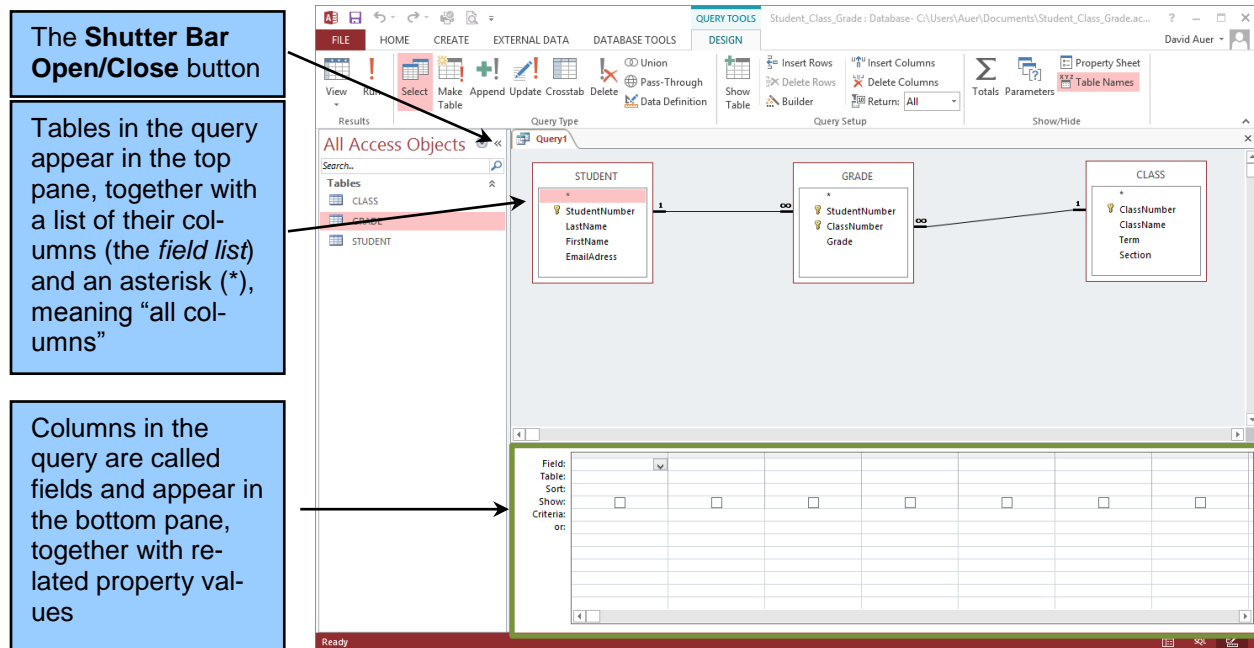 The Shutter Bar
Open/Close button
Tables in the query
appear in the top
pane, together with
a list of their col-
umns (the field list)
and an asterisk (*),
meaning “all col-
umns”
Columns in the
query are called
fields and appear in
the bottom pane,
together with re-
lated property val-
ues
QUERY TOOLS Student_Class_Grade : Database- C:\Users\Auer\Documents\Student_Class_Grade.ac... ?
FILE HOME CREATE EXTERNAL DATA DATABASE TOOLS DESIGN David Auer
View Run Select Make Table Append Update Crosstab Delete
Union
Pass-Through
Data Definition
Show Table
Insert Rows
Delete Rows
Builder
Insert Columns
Delete Columns
Return: All
Totals Parameters
Property Sheet
Table Names
Results Query Type Query Setup Show/Hide
All Access Objects «
Search...
Tables
CLASS
GRADE
STUDENT
Query1
STUDENT
*
StudentNumber
LastName
FirstName
EmailAdress
1 ∞
GRADE
*
StudentNumber
ClassNumber
Grade
∞ 1
CLASS
*
ClassNumber
ClassName
Term
Section
Field:
Table:
Sort:
Show:
Criteria:
or:
Ready SQL